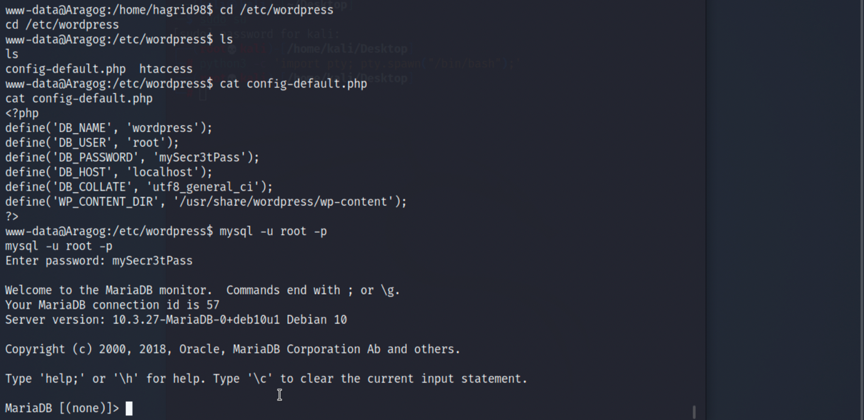 www-data@Aragog:/home/hagrid98$ cd /etc/wordpress
cd /etc/wordpress
www-data@Aragog:/etc/wordpress$ ls
ls
config-default.php  htaccess
www-data@Aragog:/etc/wordpress$ cat config-default.php
cat config-default.php
<?php
define('DB_NAME', 'wordpress');
define('DB_USER', 'root');
define('DB_PASSWORD', 'mySecr3tPass');
define('DB_HOST', 'localhost');
define('DB_COLLATE', 'utf8_general_ci');
define('WP_CONTENT_DIR', '/usr/share/wordpress/wp-content');
?>
www-data@Aragog:/etc/wordpress$ mysql -u root -p
mysql -u root -p
Enter password: mySecr3tPass

Welcome to the MariaDB monitor.  Commands end with ; or \g.
Your MariaDB connection id is 57
Server version: 10.3.27-MariaDB-0+deb10u1 Debian 10

Copyright (c) 2000, 2018, Oracle, MariaDB Corporation Ab and others.

Type 'help;' or '\h' for help. Type '\c' to clear the current input statement.

MariaDB [(none)]>